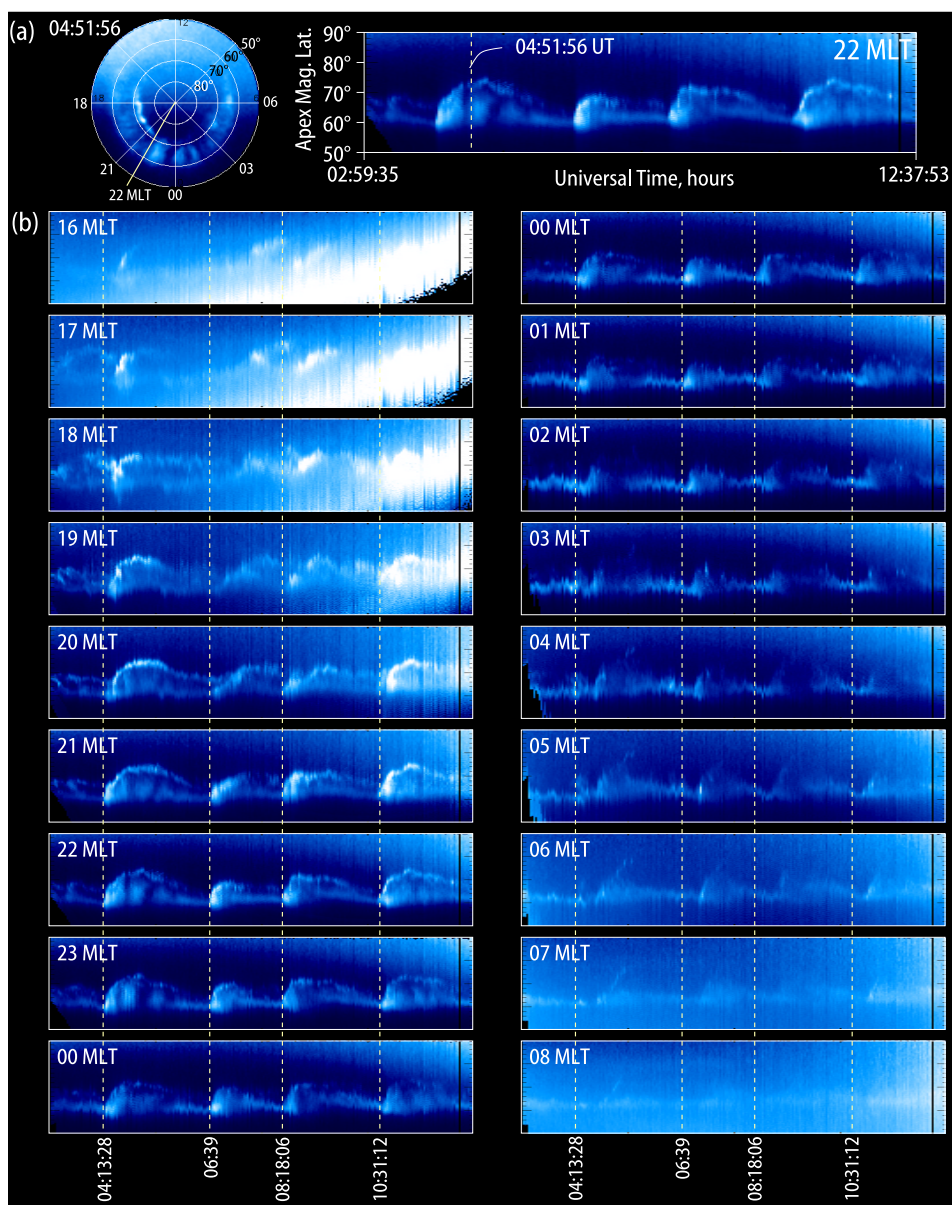 (a) 04:51:56
12
50°
60°
70°
80°
18
06
21
03
22 MLT
00
Apex Mag. Lat.
90°
80°
70°
60°
50°
04:51:56 UT
22 MLT
02:59:35
Universal Time, hours
12:37:53
(b)
16 MLT
17 MLT
18 MLT
19 MLT
20 MLT
21 MLT
22 MLT
23 MLT
00 MLT
04:13:28
06:39
08:18:06
10:31:12
00 MLT
01 MLT
02 MLT
03 MLT
04 MLT
05 MLT
06 MLT
07 MLT
08 MLT
04:13:28
06:39
08:18:06
10:31:12